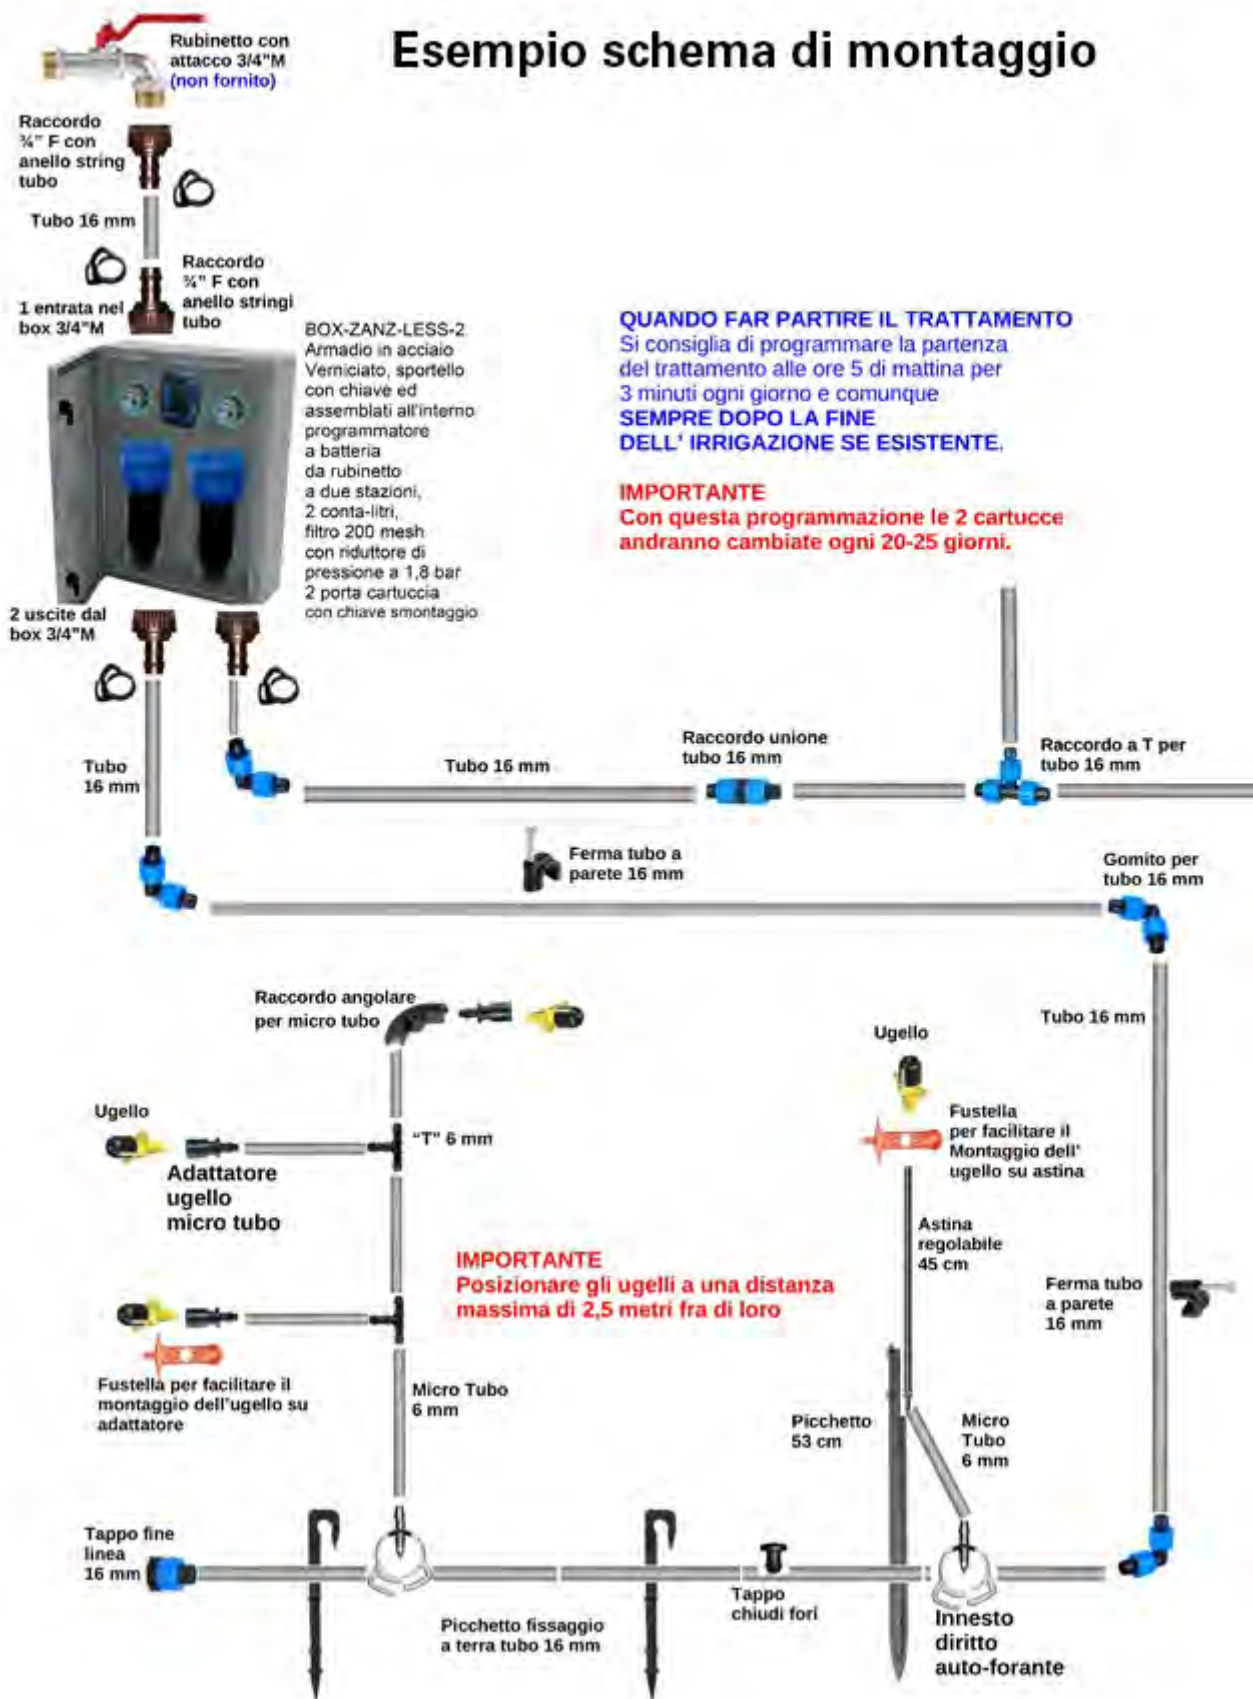 Esempio schema di montaggio
Rubinetto con
attacco 3/4"M
(non fornito)
Raccordo
¾" F con
anello string
tubo
Tubo 16 mm
Raccordo
¾" F con
anello stringi
tubo
1 entrata nel
box 3/4"M
BOX-ZANZ-LESS-2
Armadio in acciaio
Verniciato, sportello
con chiave ed
assemblati all'interno
programmatore
a batteria
da rubinetto
a due stazioni,
2 conta-litri,
filtro 200 mesh
con riduttore di
pressione a 1,8 bar
2 porta cartuccia
con chiave smontaggio
QUANDO FAR PARTIRE IL TRATTAMENTO
Si consiglia di programmare la partenza
del trattamento alle ore 5 di mattina per
3 minuti ogni giorno e comunque
SEMPRE DOPO LA FINE
DELL' IRRIGAZIONE SE ESISTENTE.
IMPORTANTE
Con questa programmazione le 2 cartucce
andranno cambiate ogni 20-25 giorni.
2 uscite dal
box 3/4"M
Tubo
16 mm
Tubo 16 mm
Raccordo unione
tubo 16 mm
Raccordo a T per
tubo 16 mm
Ferma tubo a
parete 16 mm
Gomito per
tubo 16 mm
Raccordo angolare
per micro tubo
Tubo 16 mm
Ugello
Ugello
"T" 6 mm
Fustella
per facilitare il
Montaggio dell'
ugello su astina
Adattatore
ugello
micro tubo
Astina
regolabile
45 cm
IMPORTANTE
Posizionare gli ugelli a una distanza
massima di 2,5 metri fra di loro
Ferma tubo
a parete
16 mm
Fustella per facilitare il
montaggio dell'ugello su
adattatore
Micro Tubo
6 mm
Picchetto
53 cm
Micro
Tubo
6 mm
Tappo fine
linea
16 mm
Picchetto fissaggio
a terra tubo 16 mm
Tappo
chiudi fori
Innesto
diritto
auto-forante